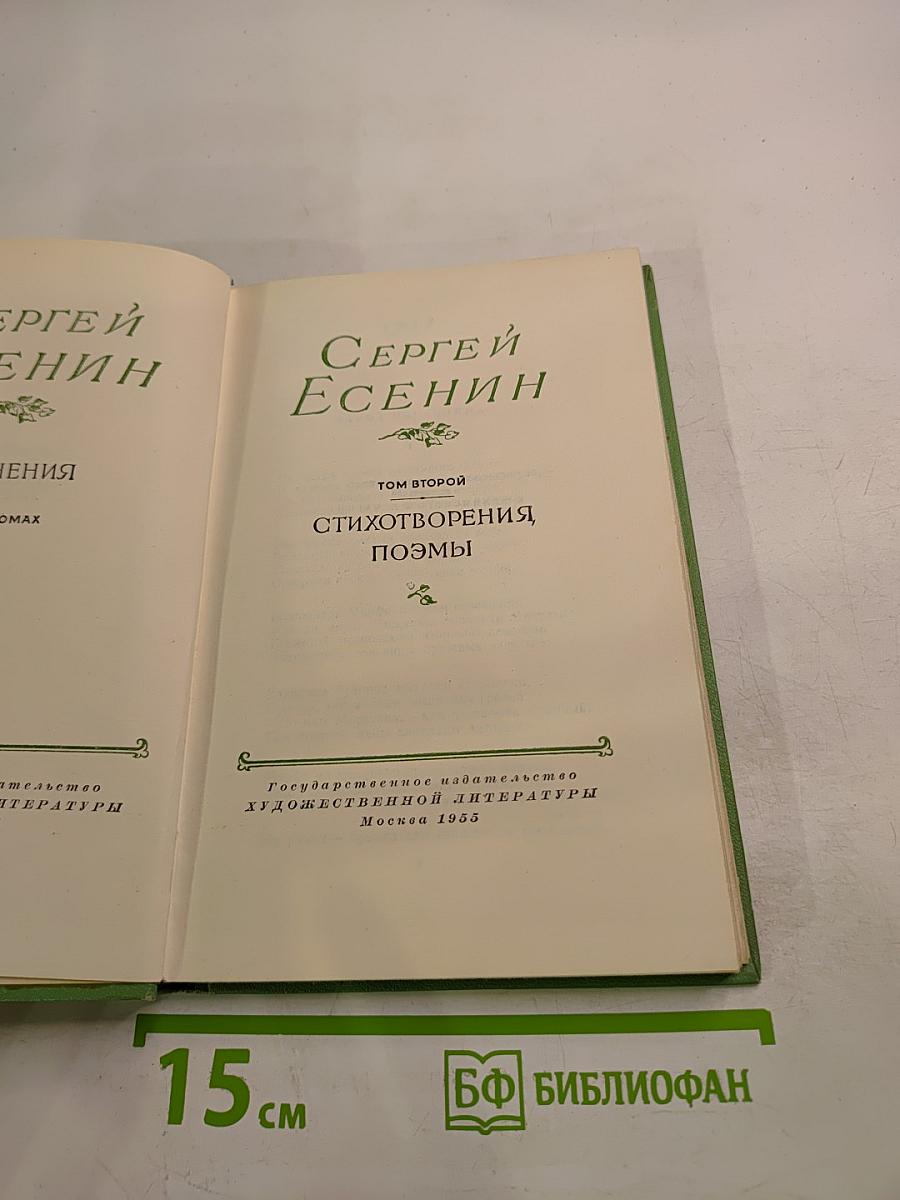 ЕРГЕЙ
ЕНИН
НЕНИЯ
ОМАХ
ательство
ИТЕРАТУРЫ
СЕРГЕЙ
ЕСЕНИН
ТОМ ВТОРОЙ
СТИХОТВОРЕНИЯ,
ПОЭМЫ
Государственное издательство
ХУДОЖЕСТВЕННОЙ ЛИТЕРАТУРЫ
Москва 1955
15 см
БФ БИБЛИОФАН